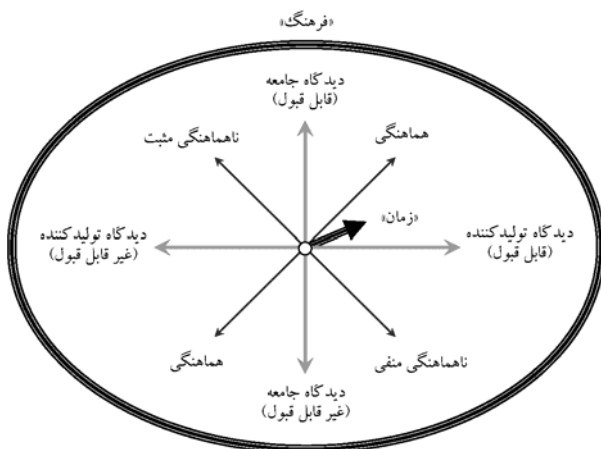 «فرهنگ»
دیدگاه جامعه
(قابل قبول)
هماهنگی
ناهماهنگی مثبت
«زمان»
دیدگاه تولیدکننده
(قابل قبول)
دیدگاه تولیدکننده
(غیر قابل قبول)
ناهماهنگی منفی
هماهنگی
دیدگاه جامعه
(غیر قابل قبول)